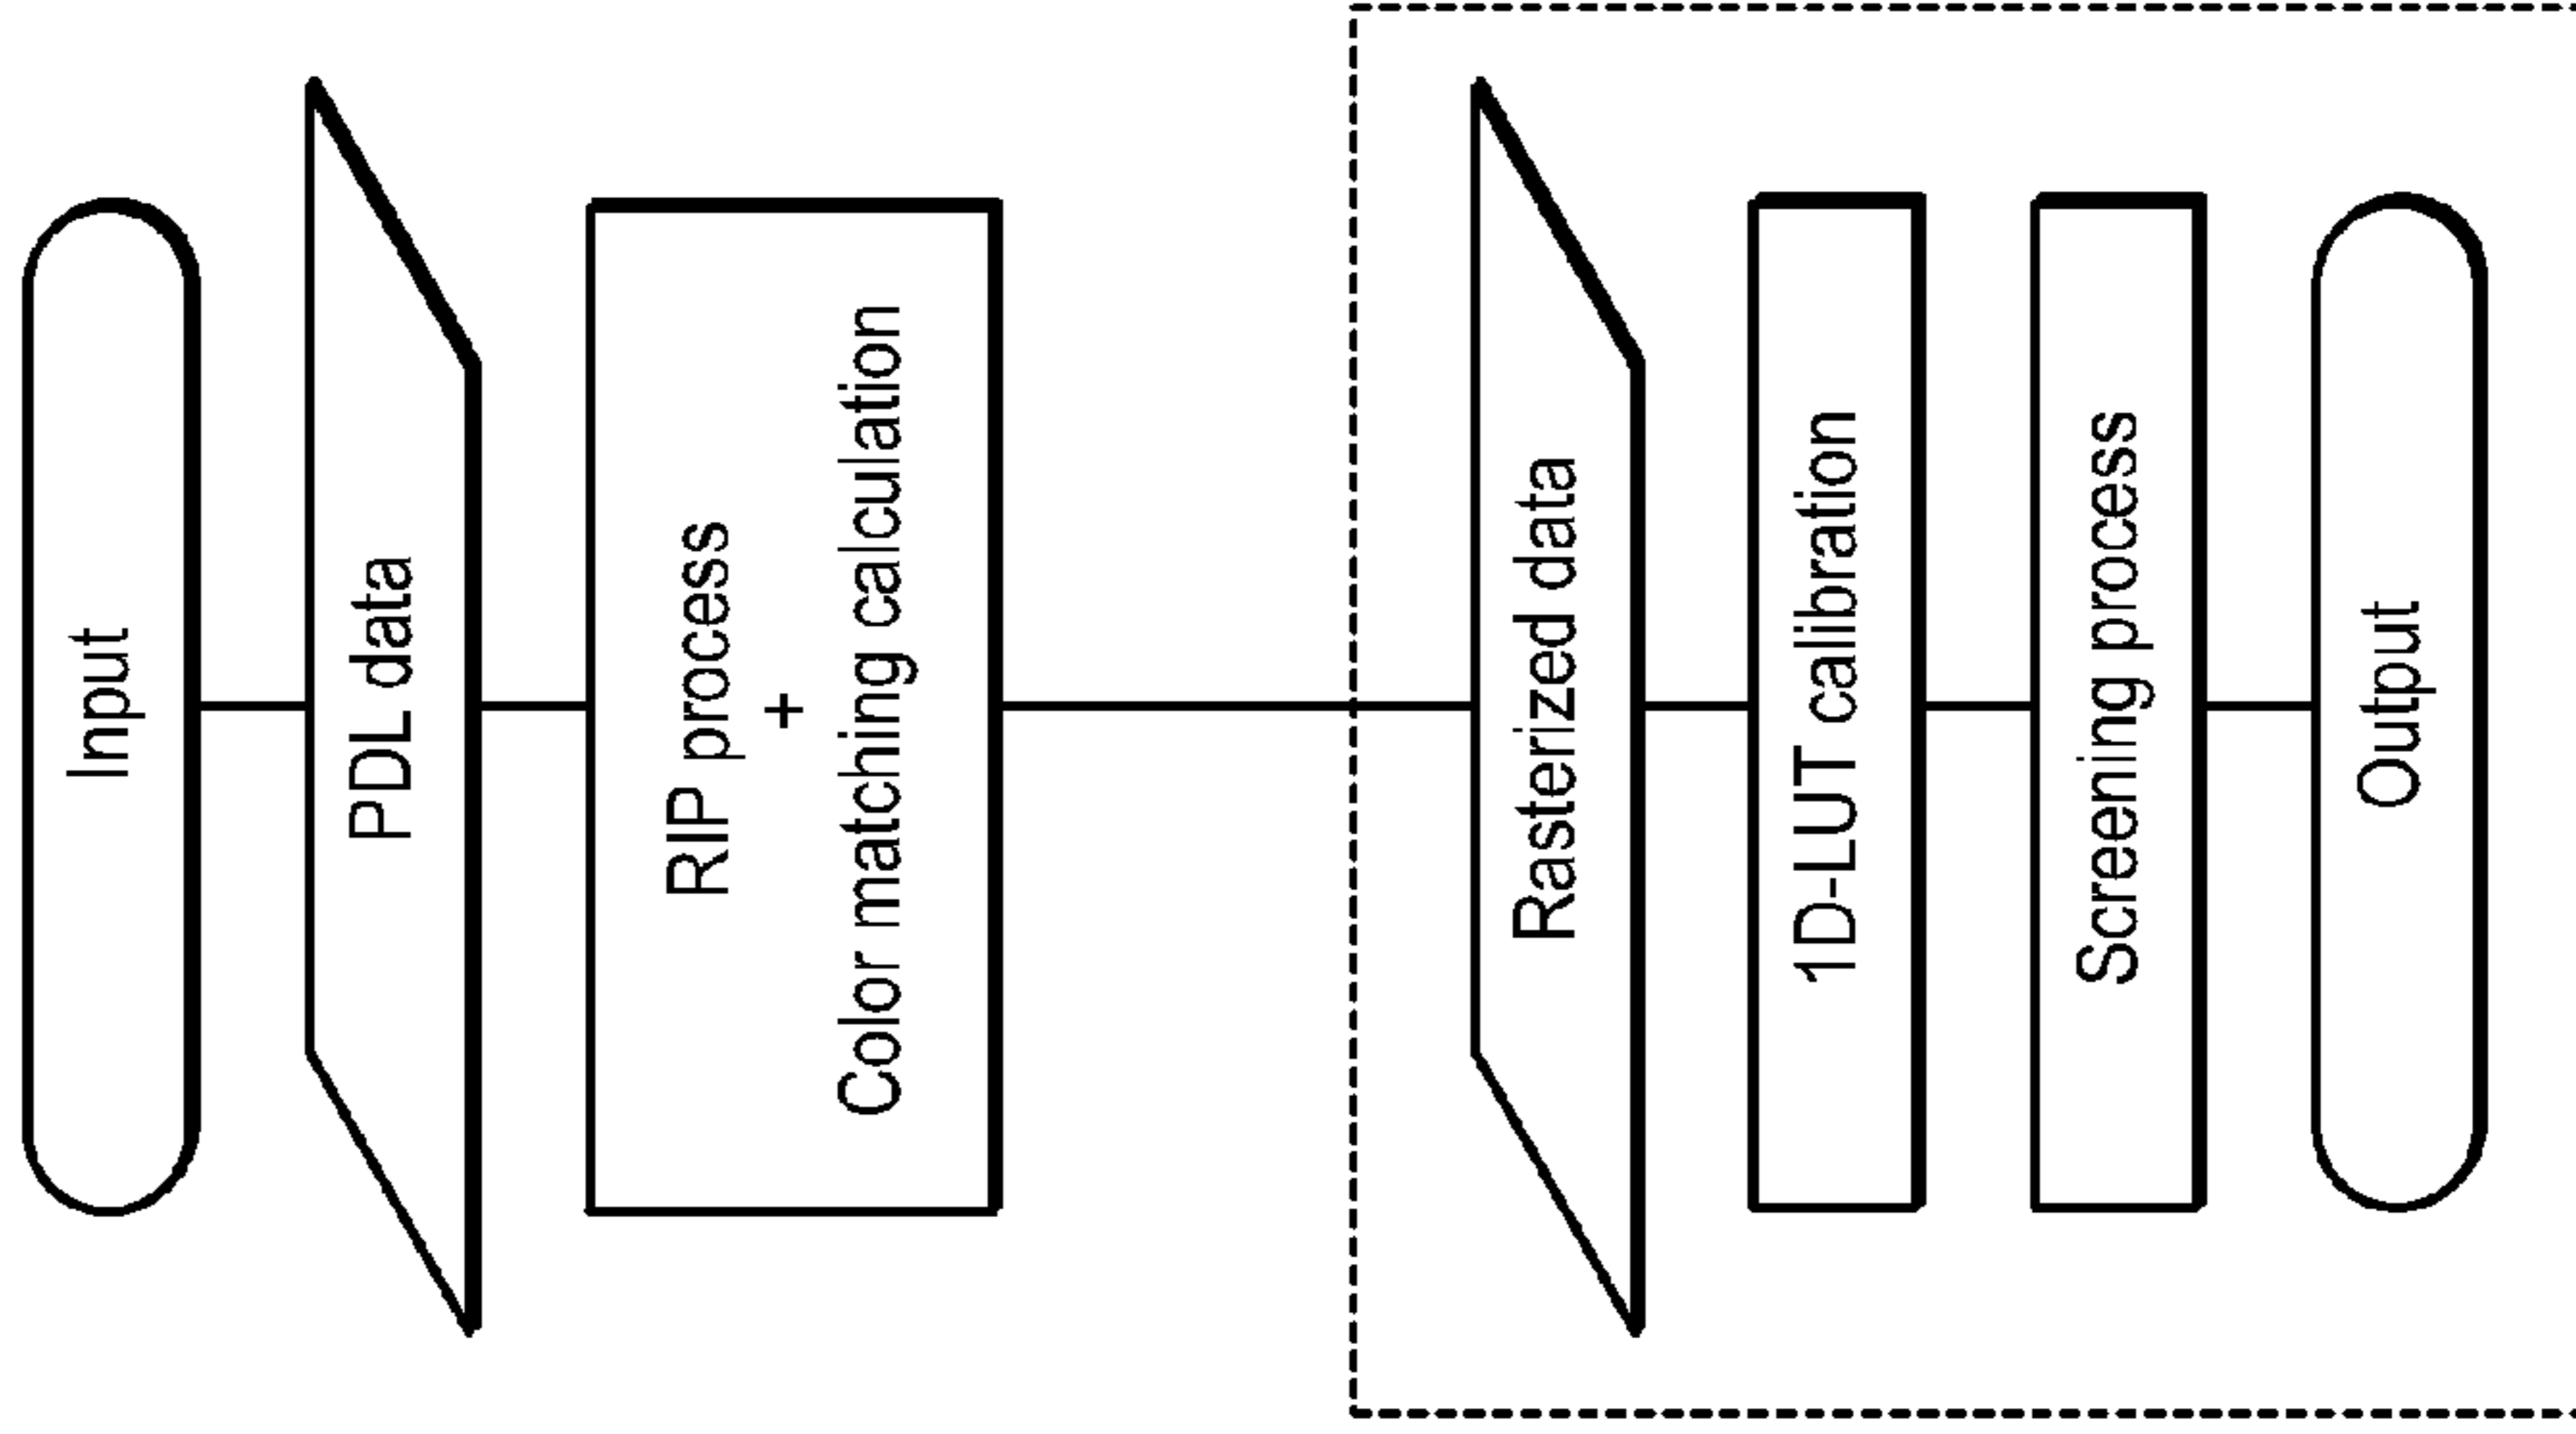 Input
PDL data
RIP process
+
Color matching calculation
Rasterized data
1D-LUT calibration
Screening process
Output